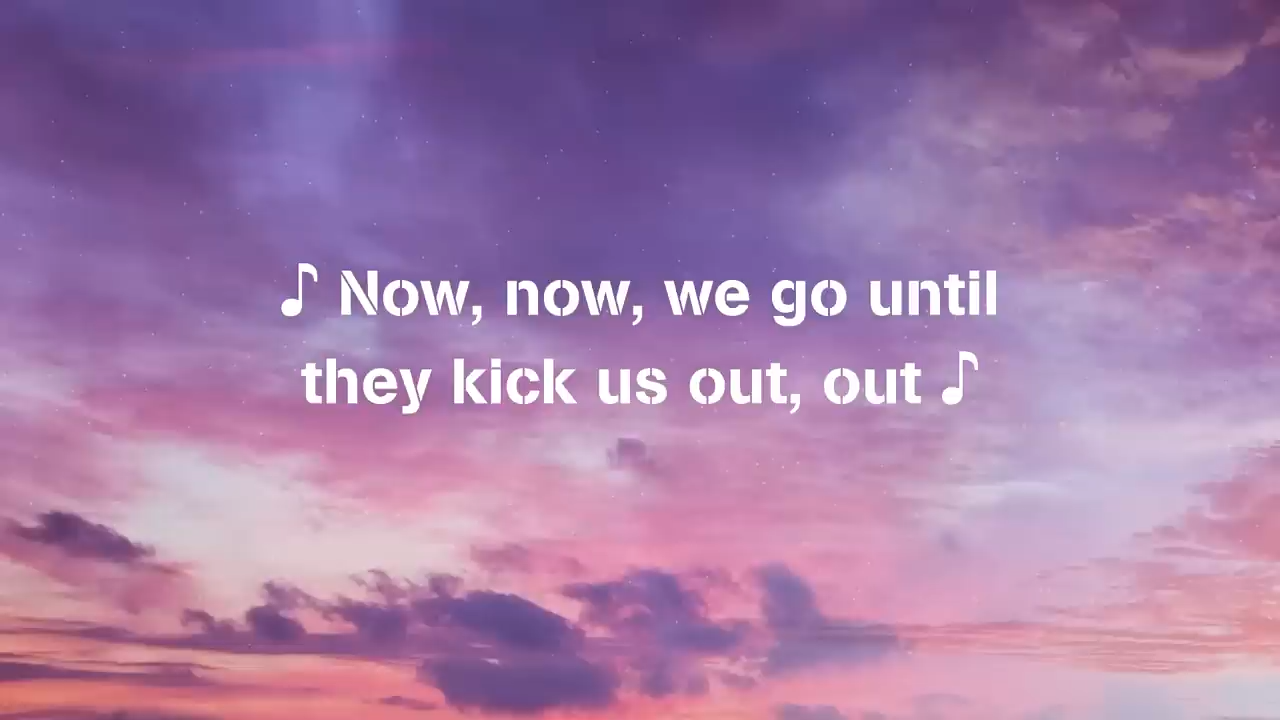 ♪ Now, now, we go until
they kick us out, out ♪